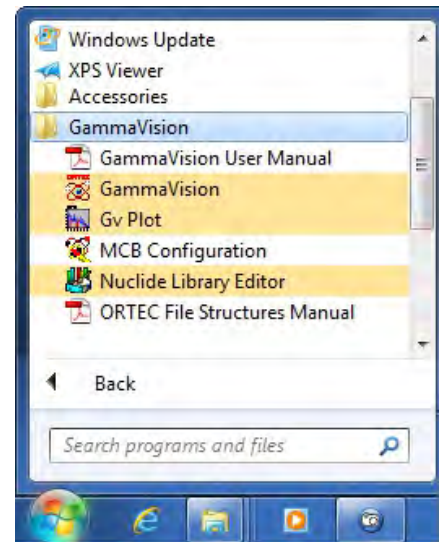 Windows Update
XPS Viewer
Accessories
GammaVision
GammaVision User Manual
GammaVision
Gv Plot
MCB Configuration
Nuclide Library Editor
ORTEC File Structures Manual
Back
Search programs and files